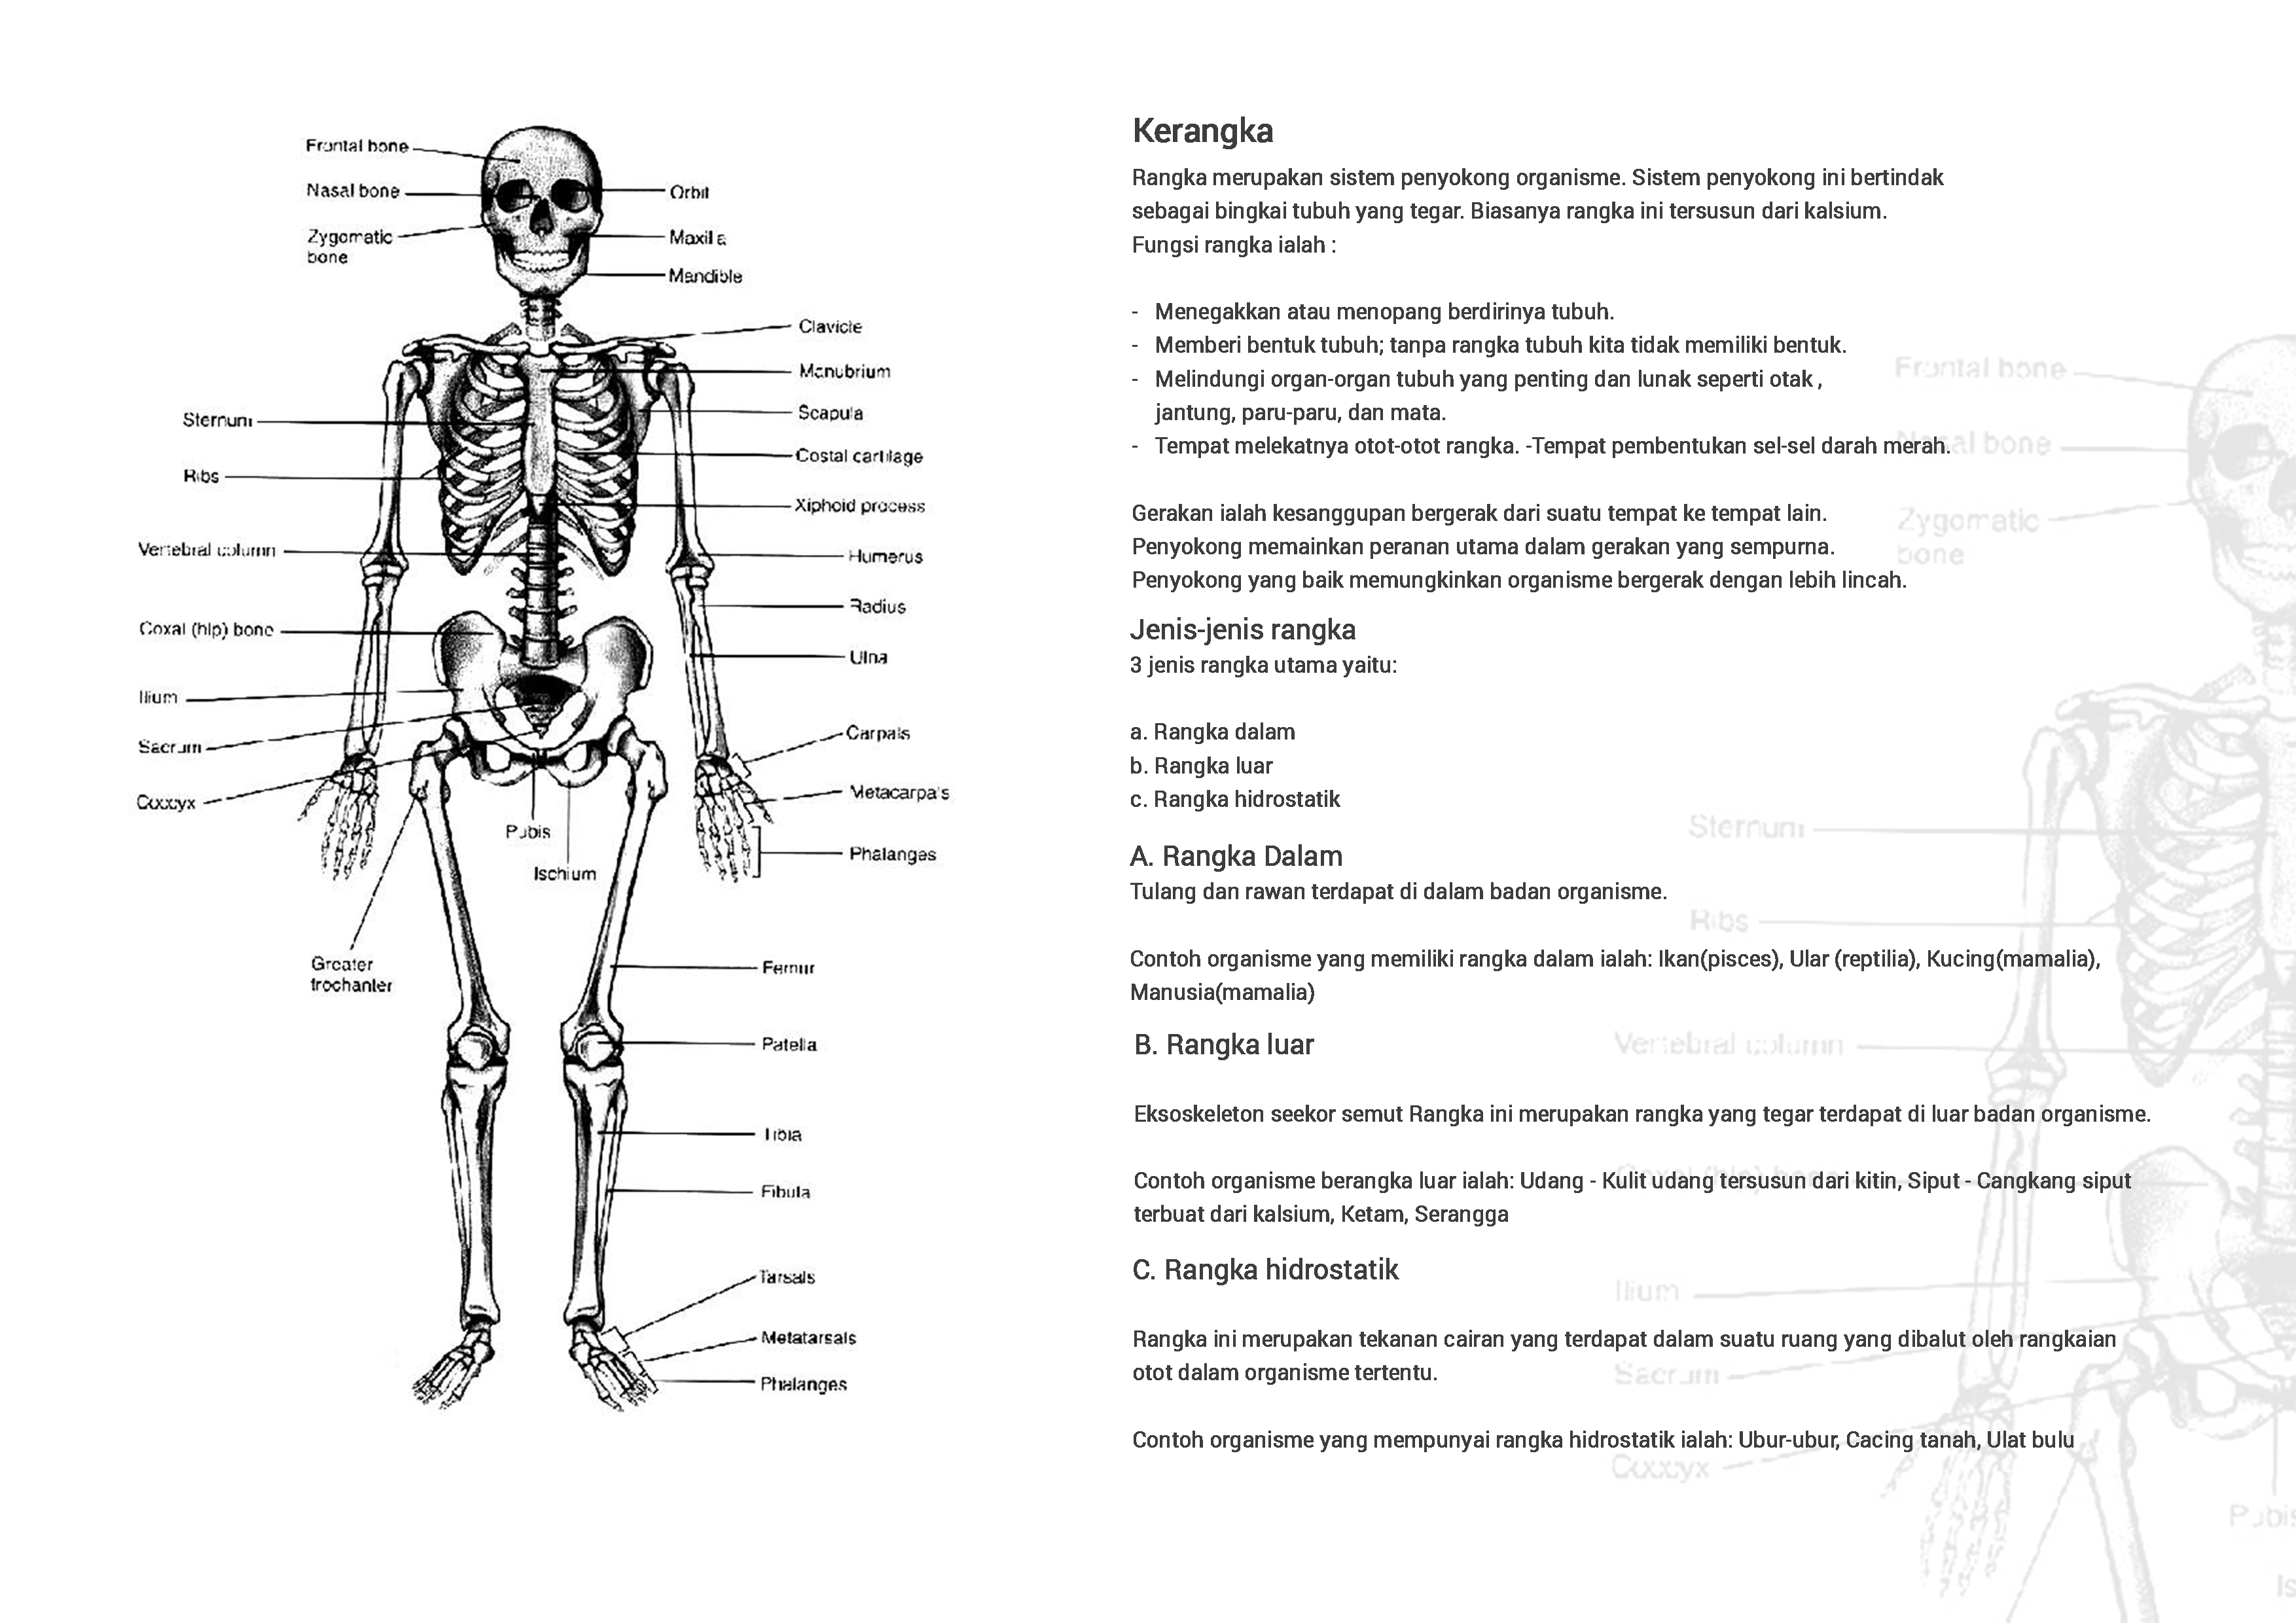 Frontal bone
Nasal bone
Zygomatic
bone
Orbit
Maxilla
Mandible
Clavicle
Manubrium
Scapula
Costal cartilage
Xiphoid process
Sternum
Ribs
Vertebral column
Coxal (hip) bone
Ilium
Sacrum
Coccyx
Humerus
Radius
Ulna
Carpals
Metacarpals
Phalanges
Pubis
Ischium
Greater
trochanter
Femur
Patella
Tibia
Fibula
Tarsals
Metatarsals
Phalanges
Kerangka
Rangka merupakan sistem penyokong organisme. Sistem penyokong ini bertindak
sebagai bingkai tubuh yang tegar. Biasanya rangka ini tersusun dari kalsium.
Fungsi rangka ialah :
- Menegakkan atau menopang berdirinya tubuh.
- Memberi bentuk tubuh; tanpa rangka tubuh kita tidak memiliki bentuk.
- Melindungi organ-organ tubuh yang penting dan lunak seperti otak ,
jantung, paru-paru, dan mata.
- Tempat melekatnya otot-otot rangka. -Tempat pembentukan sel-sel darah merah.
Gerakan ialah kesanggupan bergerak dari suatu tempat ke tempat lain.
Penyokong memainkan peranan utama dalam gerakan yang sempurna.
Penyokong yang baik memungkinkan organisme bergerak dengan lebih lincah.
Jenis-jenis rangka
3 jenis rangka utama yaitu:
a. Rangka dalam
b. Rangka luar
c. Rangka hidrostatik
A. Rangka Dalam
Tulang dan rawan terdapat di dalam badan organisme.
Contoh organisme yang memiliki rangka dalam ialah: Ikan(pisces), Ular (reptilia), Kucing(mamalia),
Manusia(mamalia)
B. Rangka luar
Eksoskeleton seekor semut Rangka ini merupakan rangka yang tegar terdapat di luar badan organisme.
Contoh organisme berangka luar ialah: Udang - Kulit udang tersusun dari kitin, Siput - Cangkang siput
terbuat dari kalsium, Ketam, Serangga
C. Rangka hidrostatik
Rangka ini merupakan tekanan cairan yang terdapat dalam suatu ruang yang dibalut oleh rangkaian
otot dalam organisme tertentu.
Contoh organisme yang mempunyai rangka hidrostatik ialah: Ubur-ubur, Cacing tanah, Ulat bulu
Frontal bone
Nasal bone
Zygomatic
bone
Sternum
Ribs
Vertebral column
Coxal (hip) bone
Ilium
Sacrum
Coccyx